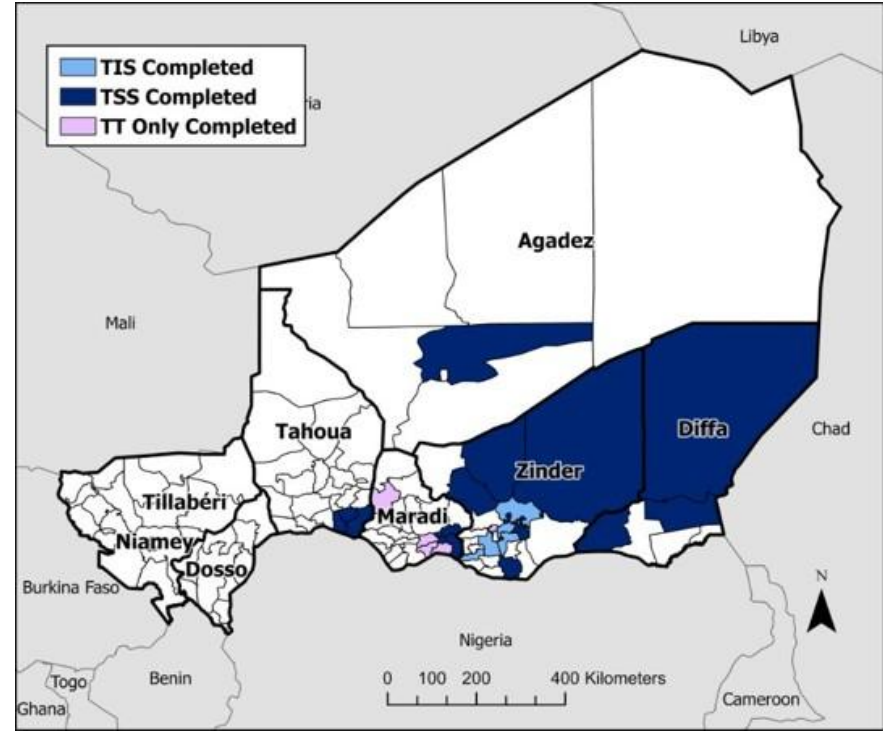 TIS Completed
TSS Completed
TT Only Completed
ria
Libya
Agadez
Mali
Tahoua
Zinder
Diffa
Chad
Tillabéri
Maradi
Niamey
Dosso
Burkina Faso
N
Nigeria
Togo
Benin
0 100 200 400 Kilometers
Ghana
Cameroon